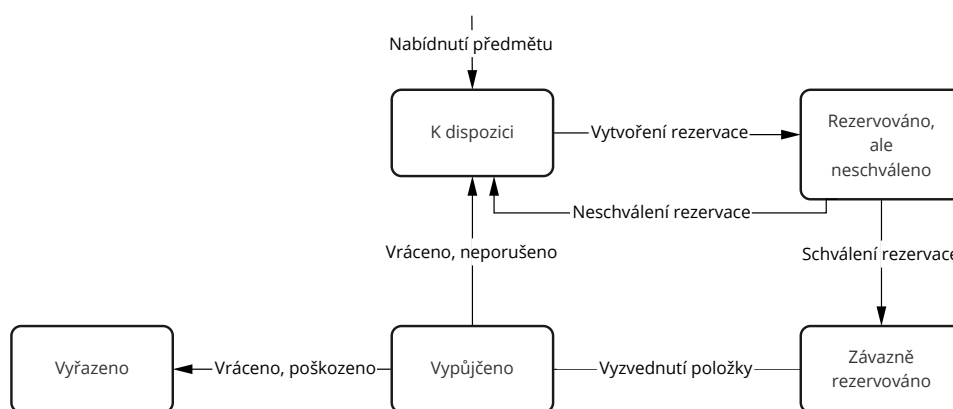 Nabídnutí předmětu
K dispozici
Vytvoření rezervace
Rezervováno,
ale
neschváleno
Neschválení rezervace
Vráceno, neporušeno
Schválení rezervace
Vyřazeno
Vráceno, poškozeno
Vypůjčeno
Vyzvednutí položky
Závazně
rezervováno